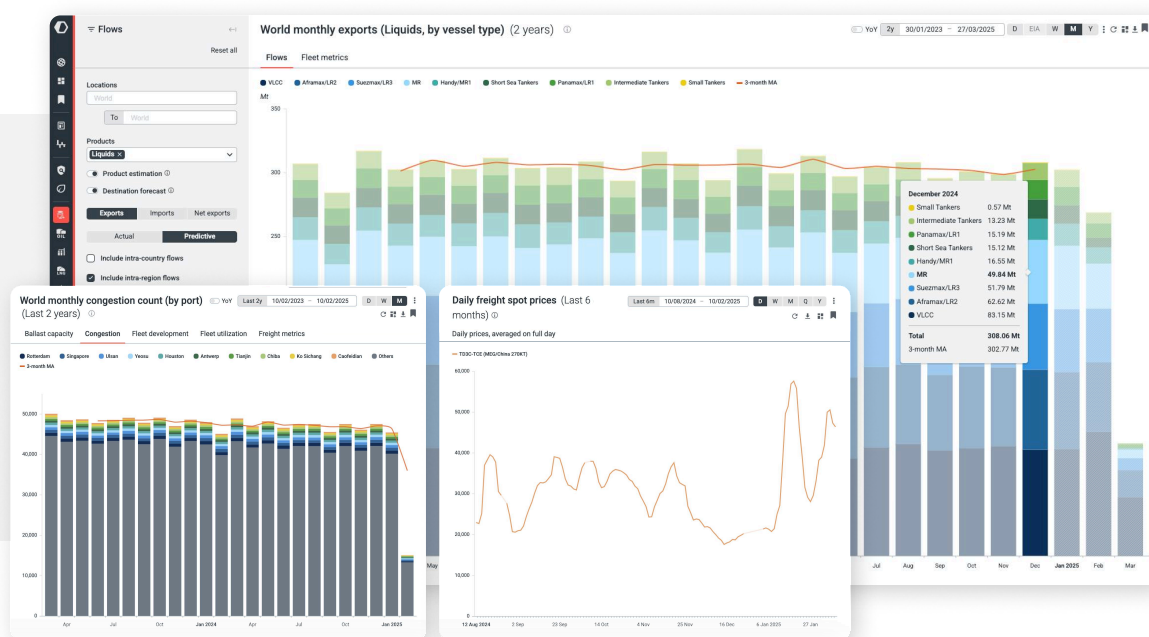 Flows
Reset all
Locations
World
To World
Products
Liquids ×
Product estimation
Destination forecast
Exports Imports Net exports
Actual Predictive
Include intra-country flows
Include intra-region flows
OIL
LNG
World monthly exports (Liquids, by vessel type) (2 years)
YoY 2y 30/01/2023 – 27/03/2025 D EIA W M Y
Flows Fleet metrics
VLCC Aframax/LR2 Suezmax/LR3 MR Handy/MR1 Short Sea Tankers Panamax/LR1 Intermediate Tankers Small Tankers 3-month MA
Mt
350
300
250
December 2024
Small Tankers 0.57 Mt
Intermediate Tankers 13.23 Mt
Panamax/LR1 15.19 Mt
Short Sea Tankers 15.12 Mt
Handy/MR1 16.55 Mt
MR 49.84 Mt
Suezmax/LR3 51.79 Mt
Aframax/LR2 62.62 Mt
VLCC 83.15 Mt
Total 308.06 Mt
3-month MA 302.77 Mt
May Jul Aug Sep Oct Nov Dec Jan 2025 Feb Mar
World monthly congestion count (by port)
(Last 2 years)
YoY Last 2y 10/02/2023 – 10/02/2025 D W M
Ballast capacity Congestion Fleet development Fleet utilization Freight metrics
Rotterdam Singapore Ulsan Yeosu Houston Antwerp Tianjin Chiba Ko Sichang Caofeidian Others
3-month MA
50,000
40,000
30,000
20,000
10,000
0
Apr Jul Oct Jan 2024 Apr Jul Oct Jan 2025
Daily freight spot prices (Last 6
months)
Last 6m 10/08/2024 – 10/02/2025 D W M Q Y
Daily prices, averaged on full day
TD3C-TCE (MEG/China 270KT)
60,000
50,000
40,000
30,000
20,000
10,000
0
12 Aug 2024 2 Sep 23 Sep 14 Oct 4 Nov 25 Nov 16 Dec 6 Jan 2025 27 Jan